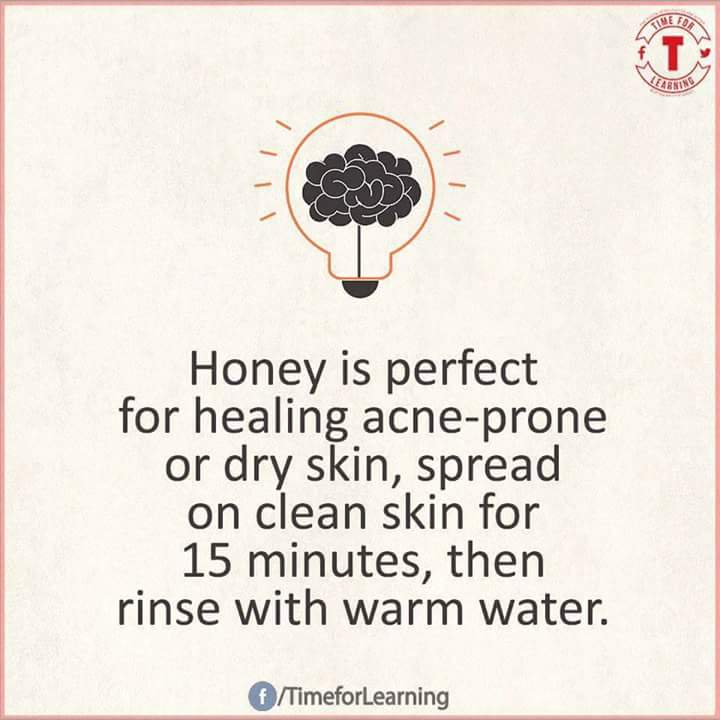 TIME FOR
f T
LEARNING
Honey is perfect
for healing acne-prone
or dry skin, spread
on clean skin for
15 minutes, then
rinse with warm water.
f/TimeforLearning